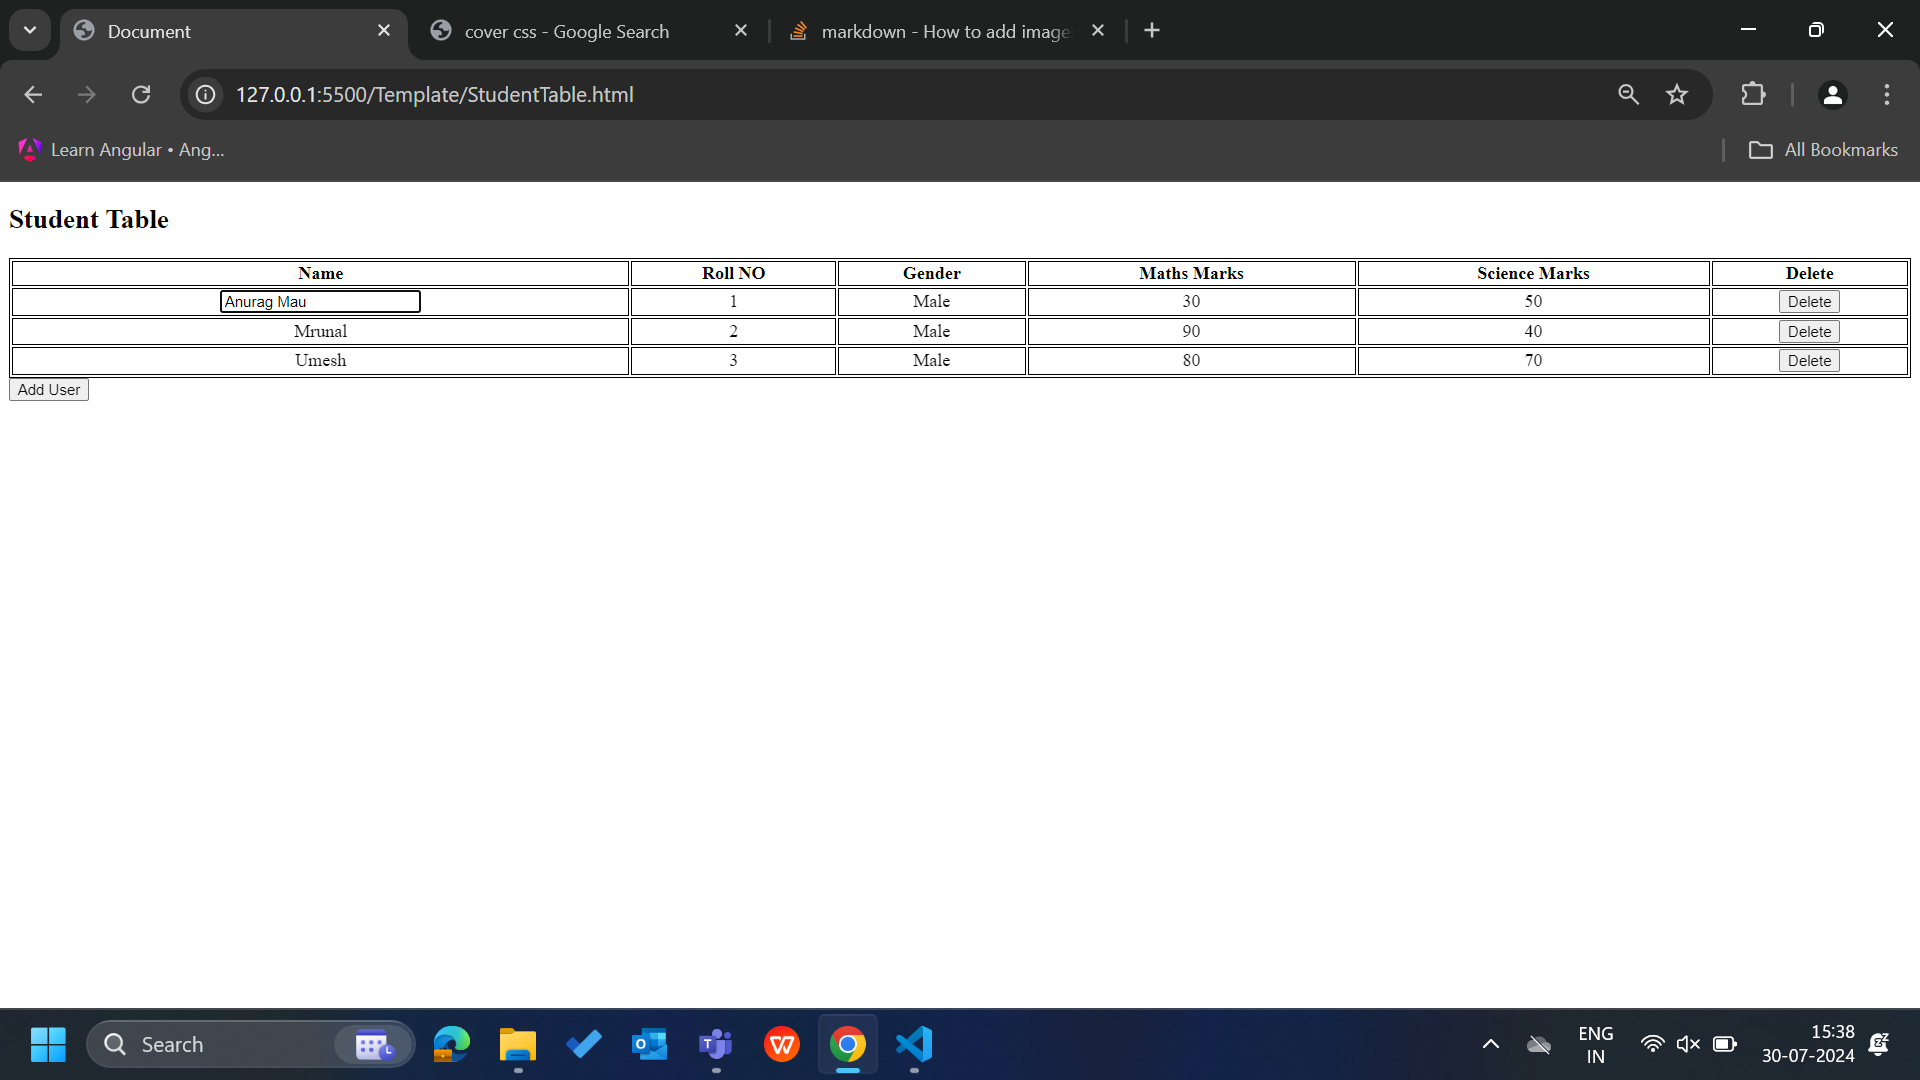 Document
cover css - Google Search
markdown - How to add image
127.0.0.1:5500/Template/StudentTable.html
Learn Angular • Ang...
All Bookmarks
Student Table
Name Roll NO Gender Maths Marks Science Marks Delete
Anurag Mau 1 Male 30 50 Delete
Mrunal 2 Male 90 40 Delete
Umesh 3 Male 80 70 Delete
Add User
Search
ENG
IN
15:38
30-07-2024